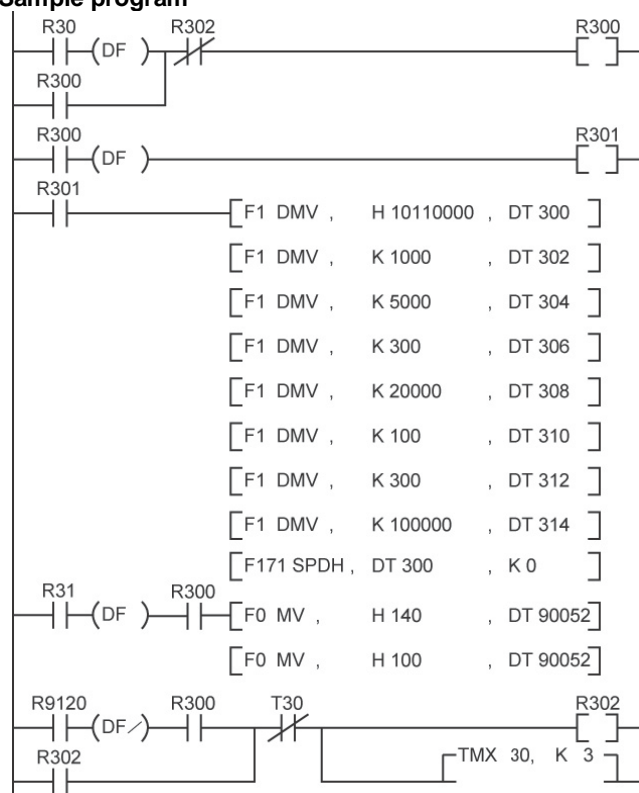 Sample program
R30 R302 R300
(DF )
R300
R300 R301
(DF )
R301
F1 DMV , H 10110000 , DT 300
F1 DMV , K 1000 , DT 302
F1 DMV , K 5000 , DT 304
F1 DMV , K 300 , DT 306
F1 DMV , K 20000 , DT 308
F1 DMV , K 100 , DT 310
F1 DMV , K 300 , DT 312
F1 DMV , K 100000 , DT 314
F171 SPDH , DT 300 , K 0
R31 R300
(DF ) F0 MV , H 140 , DT 90052
F0 MV , H 100 , DT 90052
R9120 R300 T30 R302
(DF/)
R302 TMX 30, K 3